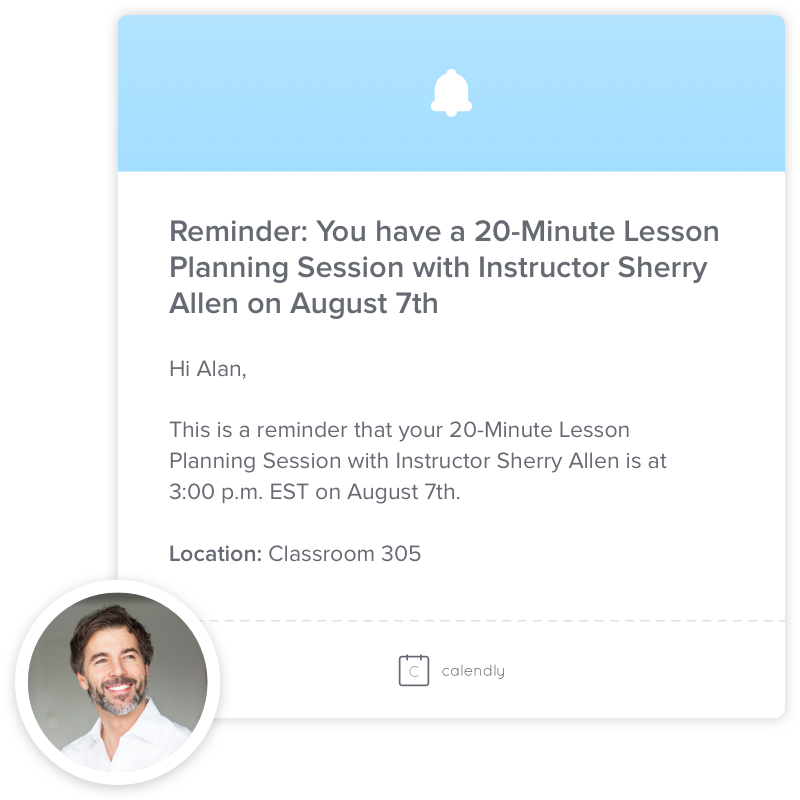 Reminder: You have a 20-Minute Lesson
Planning Session with Instructor Sherry
Allen on August 7th
Hi Alan,
This is a reminder that your 20-Minute Lesson
Planning Session with Instructor Sherry Allen is at
3:00 p.m. EST on August 7th.
Location: Classroom 305
C calendly